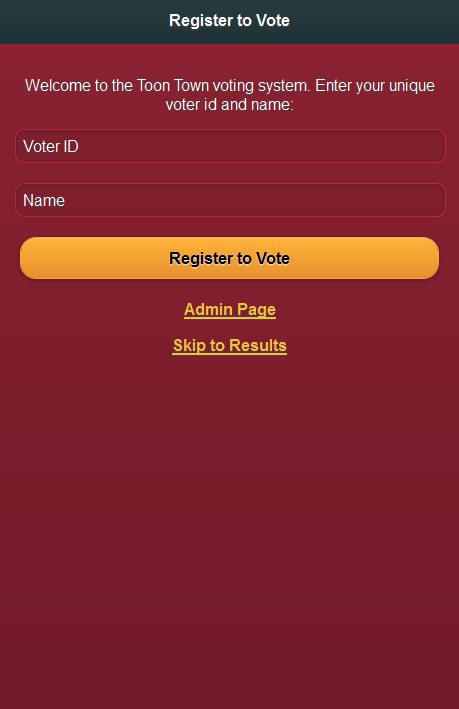 Register to Vote
Welcome to the Toon Town voting system. Enter your unique
voter id and name:
Voter ID
Name
Register to Vote
Admin Page
Skip to Results